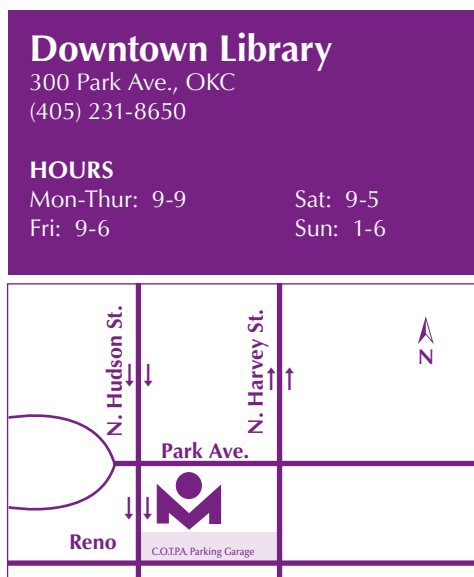 Downtown Library
300 Park Ave., OKC
(405) 231-8650
HOURS
Mon-Thur: 9-9 Sat: 9-5
Fri: 9-6 Sun: 1-6
N. Hudson St.
N. Harvey St.
N
Park Ave.
Reno
C.O.T.P.A. Parking Garage